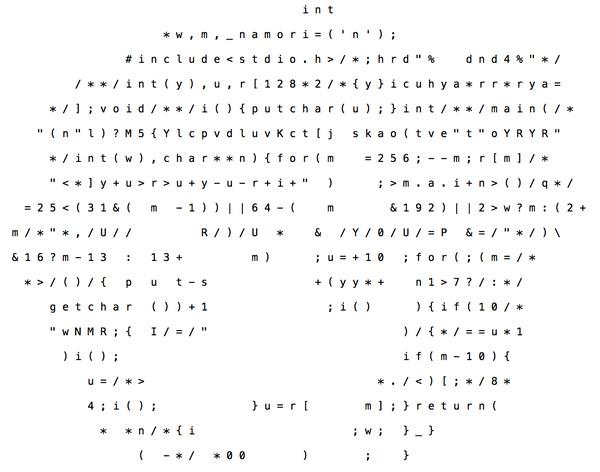 int
*w,m,_namori=('n');
#include<stdio.h>/*;hrd"% dnd4%"*/
/**/int(y),u,r[128*2/*{y}icuhya*rr*rya=
*/];void/**/i(){putchar(u);}int/**/main(/*
"(n"l)?M5{YlcpvdluvKct[j skao(tve"t"oYRYR"
*/int(w),char**n){for(m =256;--m;r[m]/*
"<*]y+u>r>u+y-u-r+i+" ) ;>m.a.i+n>()/q*/
=25<(31&( m -1))||64-( m &192)||2>w?m:(2+
m/*"*,/U// R/)/U * & /Y/0/U/=P &=/"*/)\
&16?m-13 : 13+ m) ;u=+10 ;for(;(m=/*
*>/()/{ p u t-s +(yy*+ n1>7?/:*/
getchar ())+1 ;i() ){if(10/*
"wNMR;{ I/=/" )/{*/==u*1
)i(); if(m-10){
u=/*> *./<)[;*/8*
4;i(); }u=r[ m];}return(
* *n/*{i ;w; }_}
( -*/ *00 ) ; }